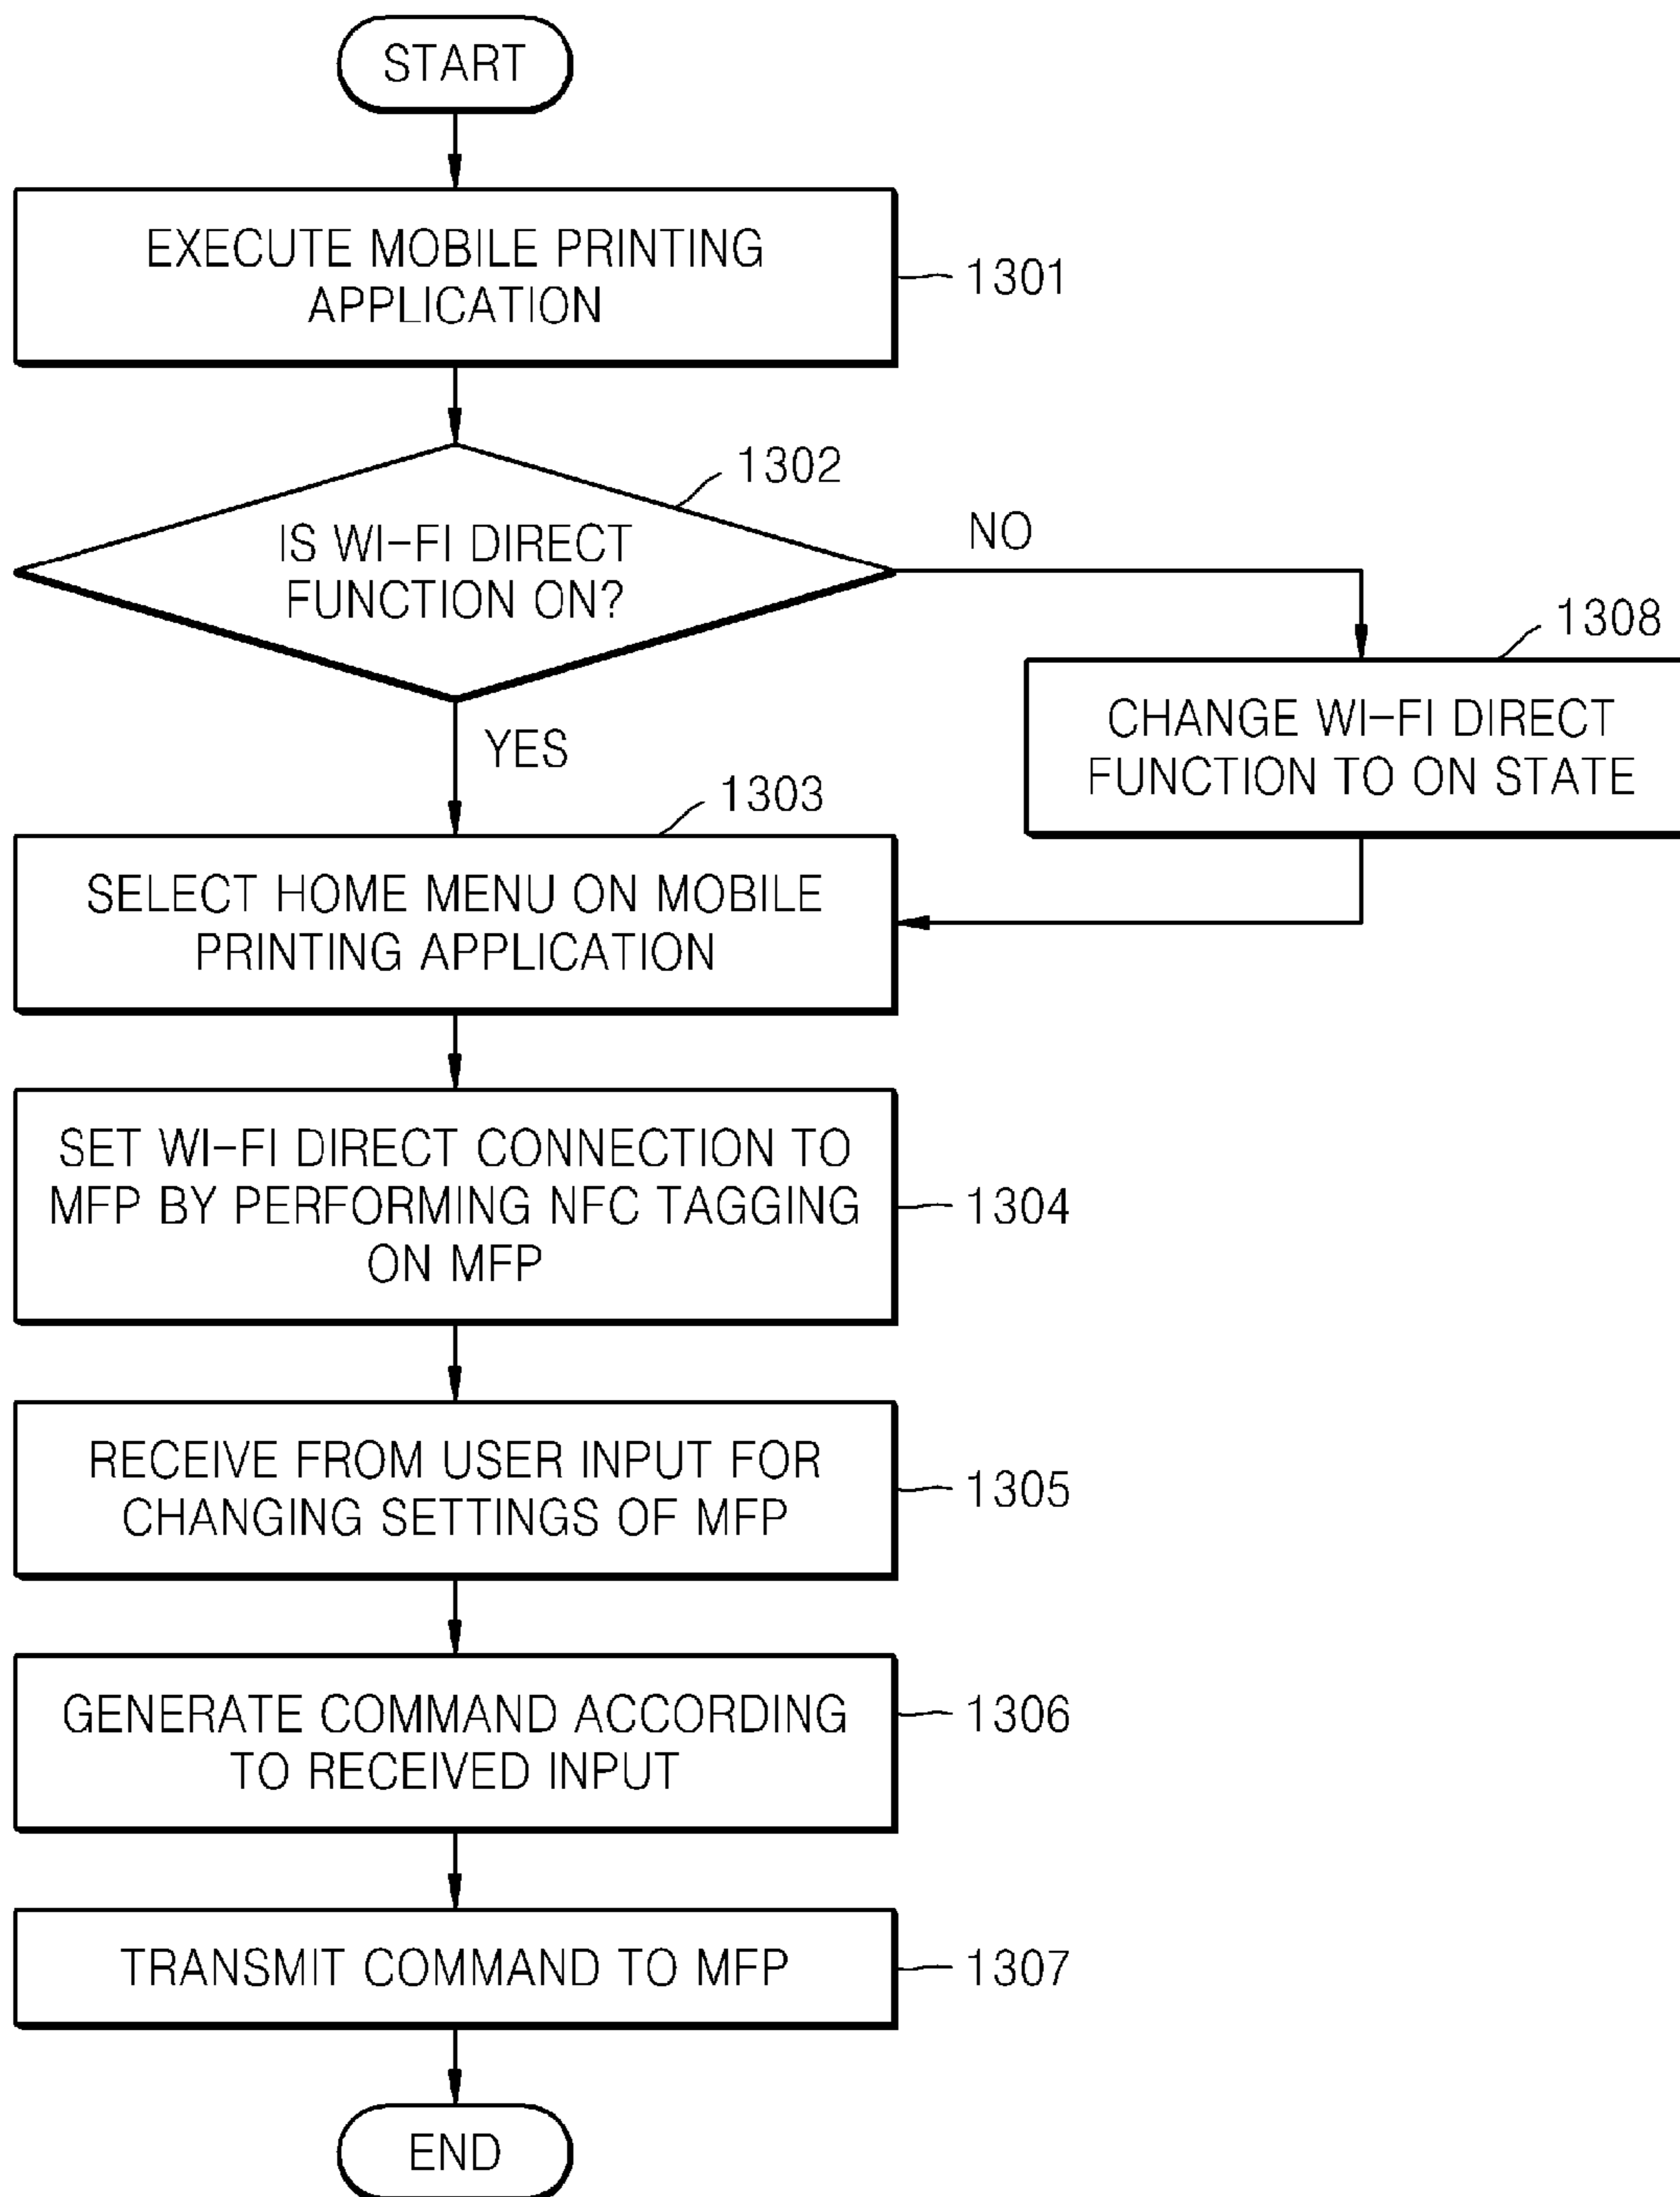 START
EXECUTE MOBILE PRINTING
APPLICATION
1301
1302
IS WI-FI DIRECT
FUNCTION ON?
NO
YES
1308
CHANGE WI-FI DIRECT
FUNCTION TO ON STATE
1303
SELECT HOME MENU ON MOBILE
PRINTING APPLICATION
SET WI-FI DIRECT CONNECTION TO
MFP BY PERFORMING NFC TAGGING
ON MFP
1304
RECEIVE FROM USER INPUT FOR
CHANGING SETTINGS OF MFP
1305
GENERATE COMMAND ACCORDING
TO RECEIVED INPUT
1306
TRANSMIT COMMAND TO MFP
1307
END